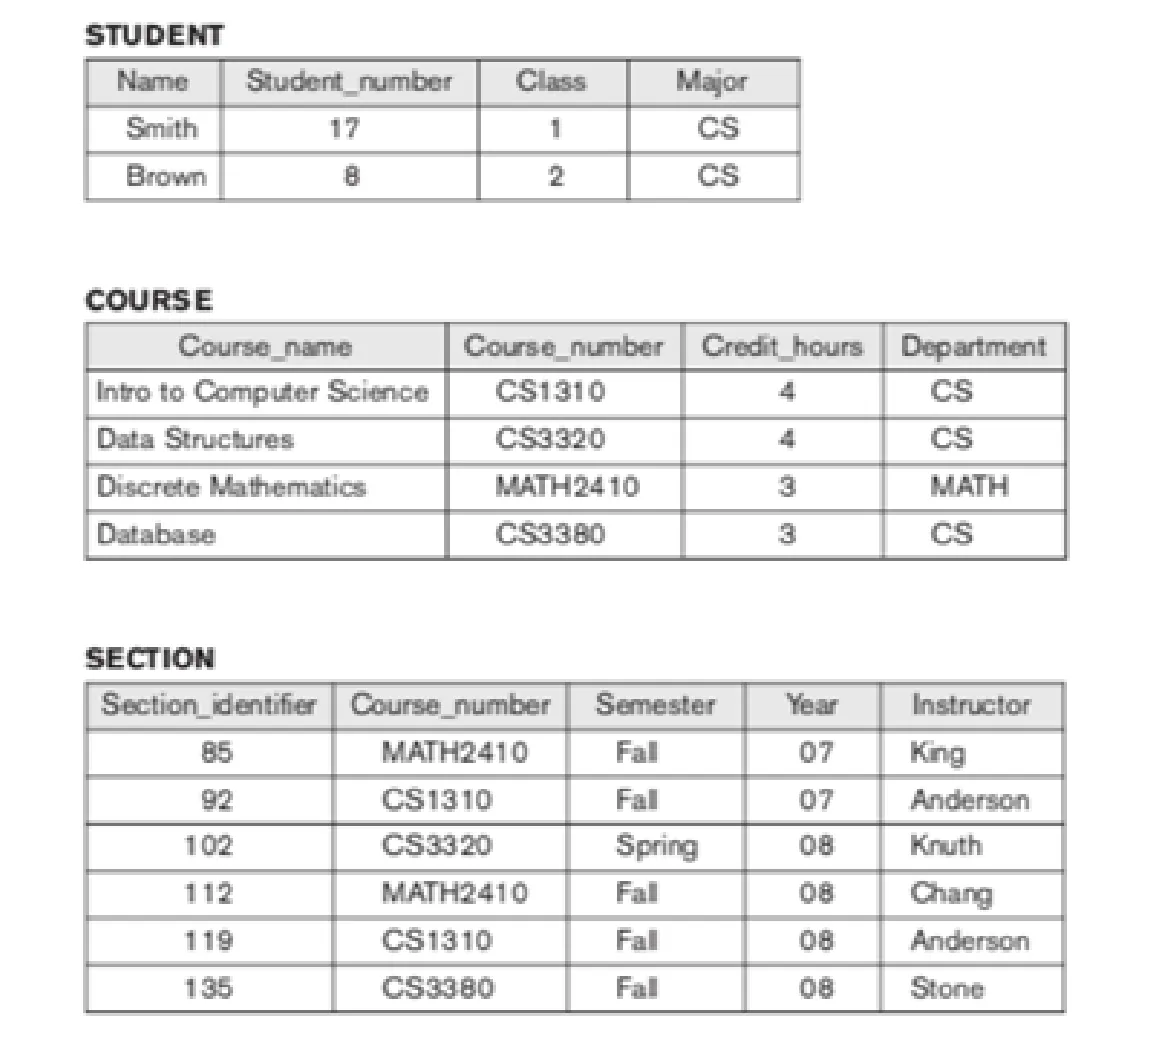 STUDENT
Name Student_number Class Major
Smith 17 1 CS
Brown 8 2 CS
COURSE
Course_name Course_number Credit_hours Department
Intro to Computer Science CS1310 4 CS
Data Structures CS3320 4 CS
Discrete Mathematics MATH2410 3 MATH
Database CS3380 3 CS
SECTION
Section_identifier Course_number Semester Year Instructor
85 MATH2410 Fall 07 King
92 CS1310 Fall 07 Anderson
102 CS3320 Spring 08 Knuth
112 MATH2410 Fall 08 Chang
119 CS1310 Fall 08 Anderson
135 CS3380 Fall 08 Stone